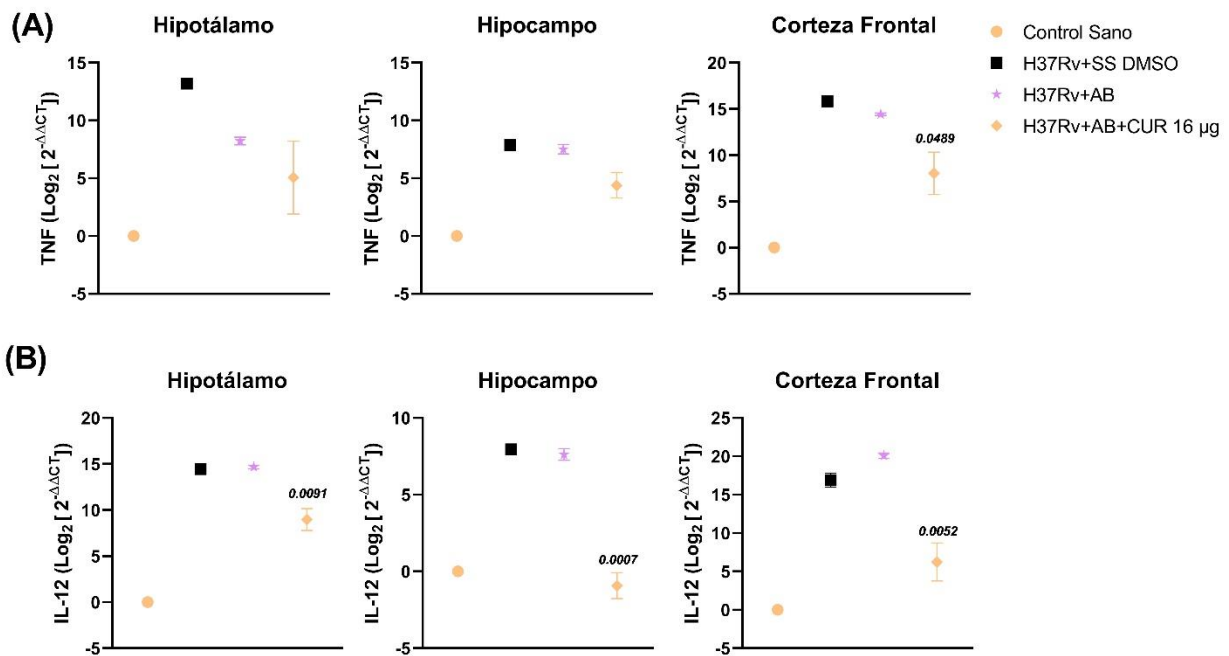 (A)
Hipotálamo
Hipocampo
Corteza Frontal
Control Sano
H37Rv+SS DMSO
H37Rv+AB
H37Rv+AB+CUR 16 µg
TNF (Log₂ [ 2^-ΔΔCT])
15
10
5
0
-5
TNF (Log₂ [ 2^-ΔΔCT])
15
10
5
0
-5
TNF (Log₂ [ 2^-ΔΔCT])
20
15
10
5
0
-5
0.0489
(B)
Hipotálamo
Hipocampo
Corteza Frontal
IL-12 (Log₂ [ 2^-ΔΔCT])
20
15
10
5
0
-5
0.0091
IL-12 (Log₂ [ 2^-ΔΔCT])
10
5
0
-5
0.0007
IL-12 (Log₂ [ 2^-ΔΔCT])
25
20
15
10
5
0
-5
0.0052